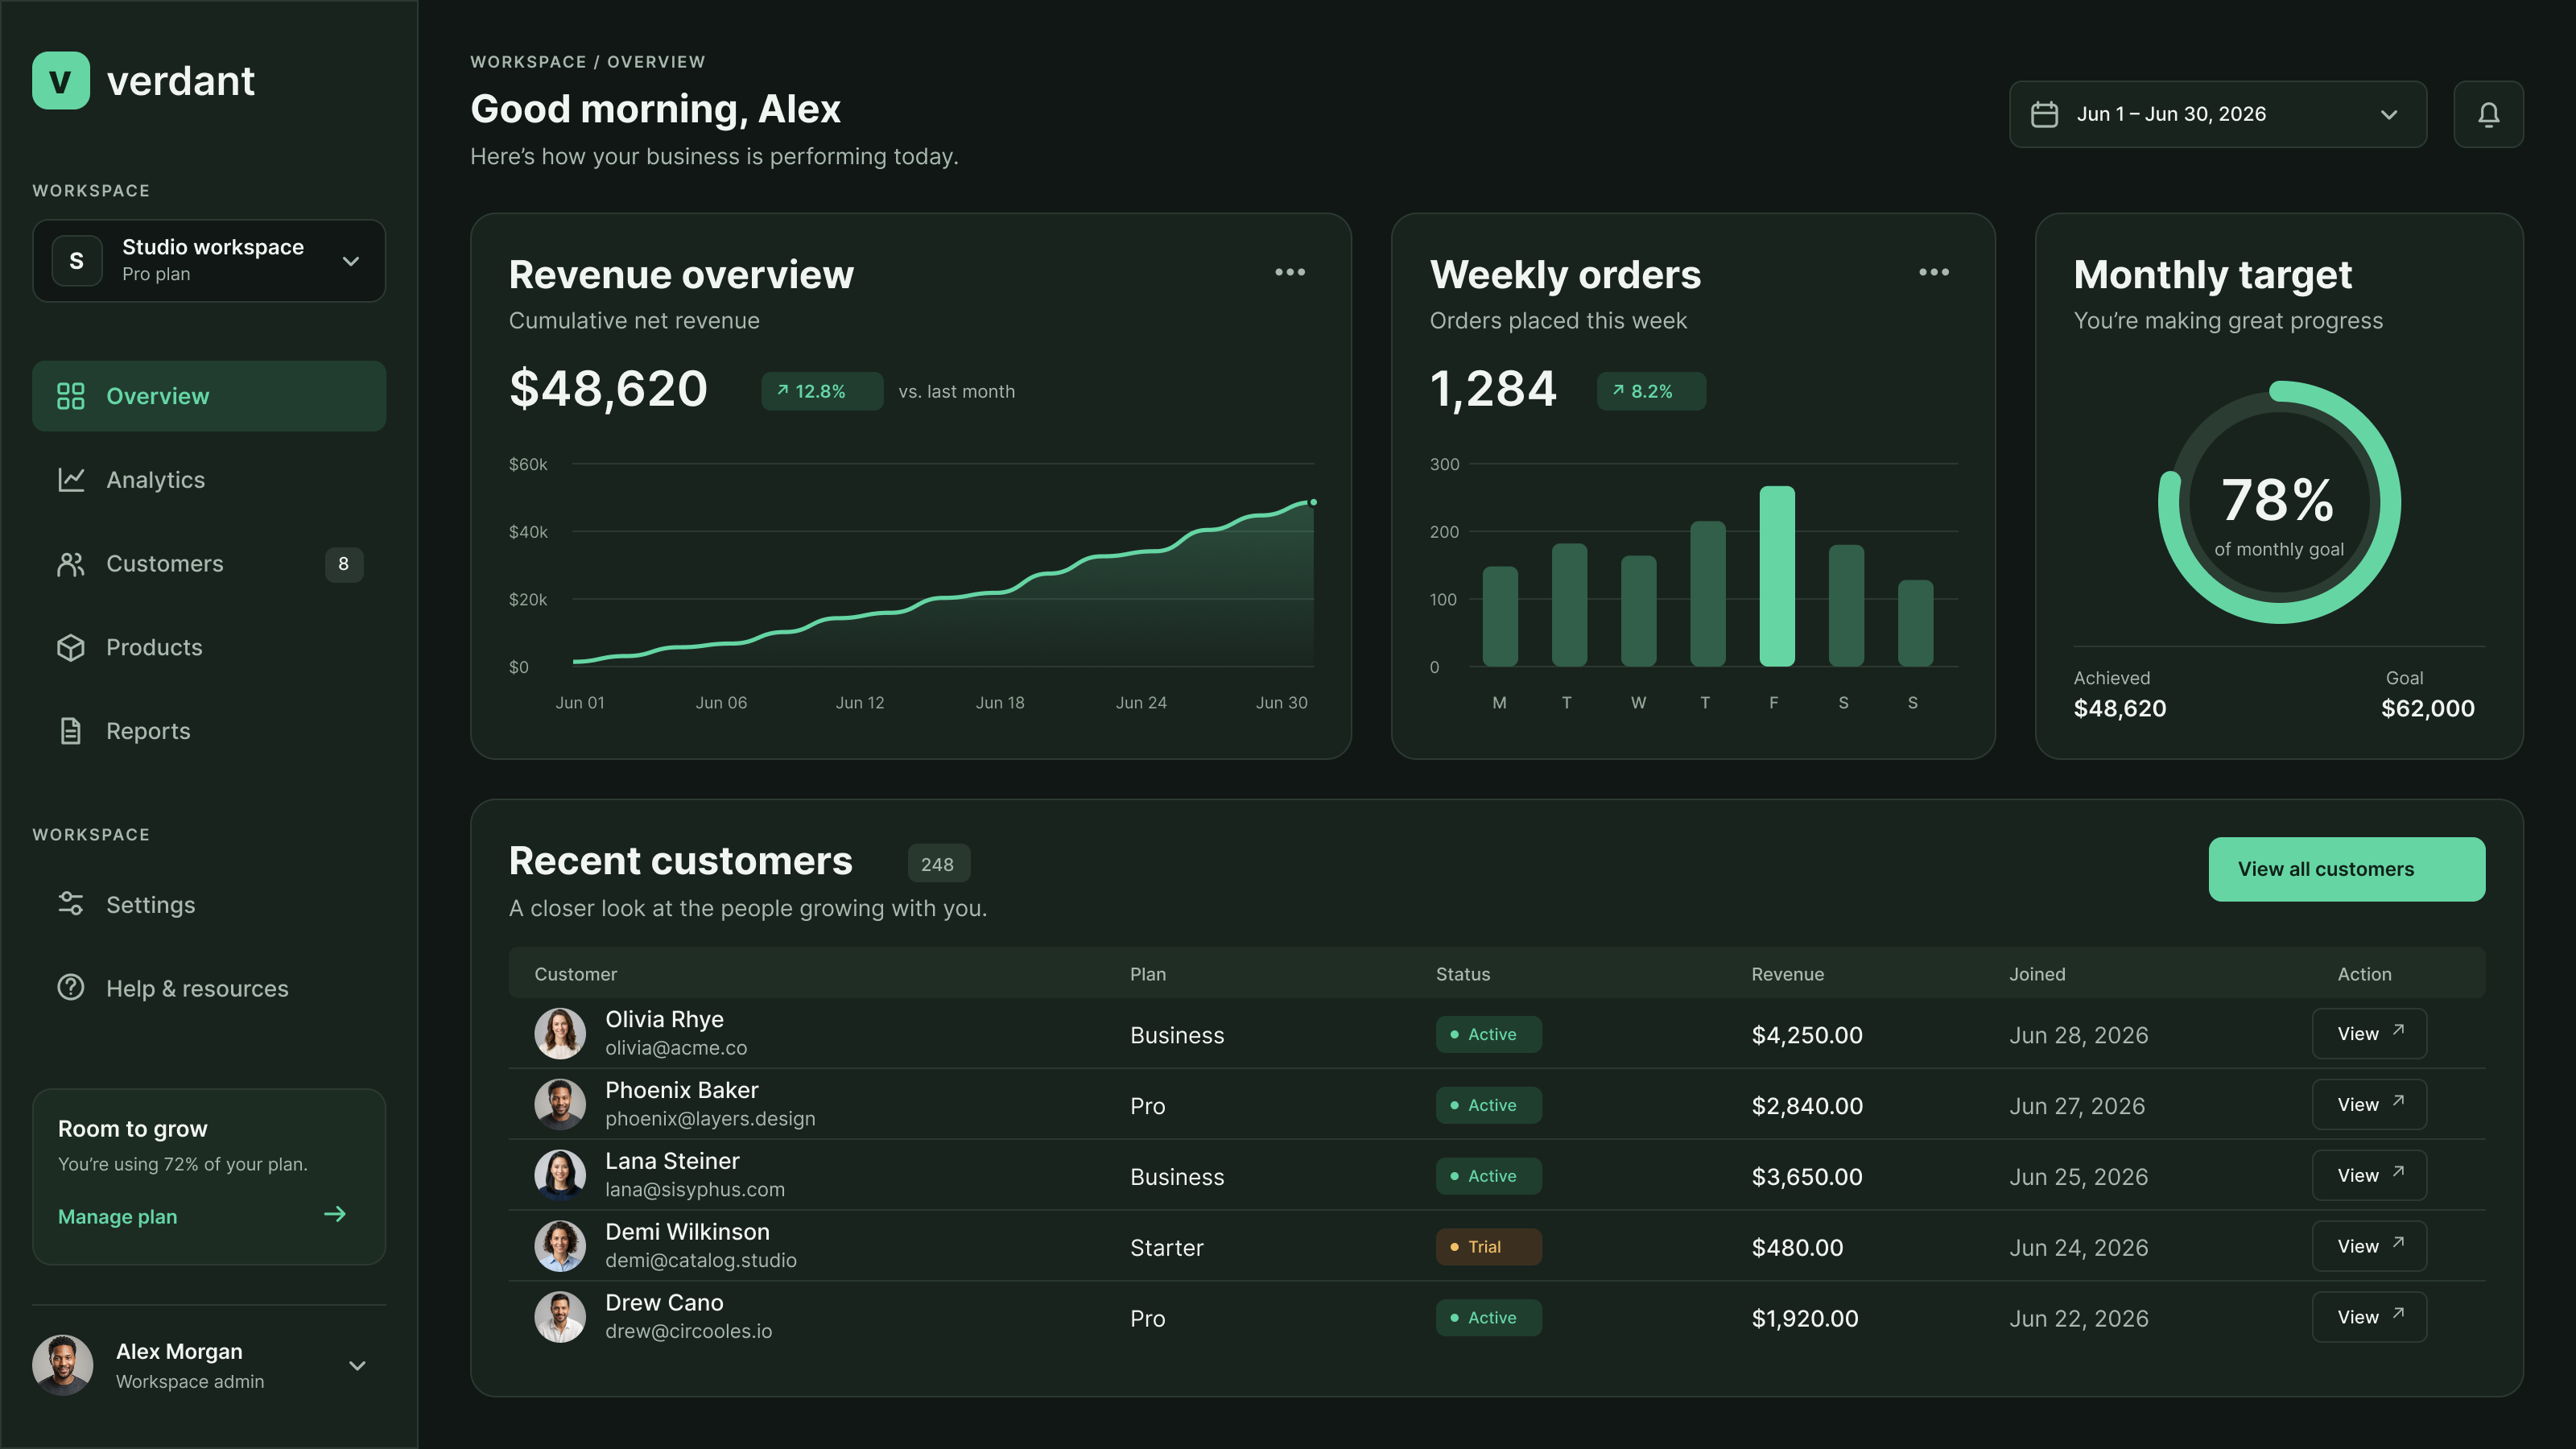 v verdant
WORKSPACE
S
Studio workspace
Pro plan
Overview
Analytics
Customers 8
Products
Reports
WORKSPACE
Settings
Help & resources
Room to grow
You’re using 72% of your plan.
Manage plan
Alex Morgan
Workspace admin
WORKSPACE / OVERVIEW
Good morning, Alex
Here’s how your business is performing today.
Jun 1 – Jun 30, 2026
Revenue overview
Cumulative net revenue
$48,620 12.8% vs. last month
$60k
$40k
$20k
$0
Jun 01 Jun 06 Jun 12 Jun 18 Jun 24 Jun 30
Weekly orders
Orders placed this week
1,284 8.2%
300
200
100
0
M T W T F S S
Monthly target
You’re making great progress
78%
of monthly goal
Achieved Goal
$48,620 $62,000
Recent customers 248
A closer look at the people growing with you.
View all customers
Customer Plan Status Revenue Joined Action
Olivia Rhye
olivia@acme.co
Business Active $4,250.00 Jun 28, 2026 View
Phoenix Baker
phoenix@layers.design
Pro Active $2,840.00 Jun 27, 2026 View
Lana Steiner
lana@sisyphus.com
Business Active $3,650.00 Jun 25, 2026 View
Demi Wilkinson
demi@catalog.studio
Starter Trial $480.00 Jun 24, 2026 View
Drew Cano
drew@circooles.io
Pro Active $1,920.00 Jun 22, 2026 View